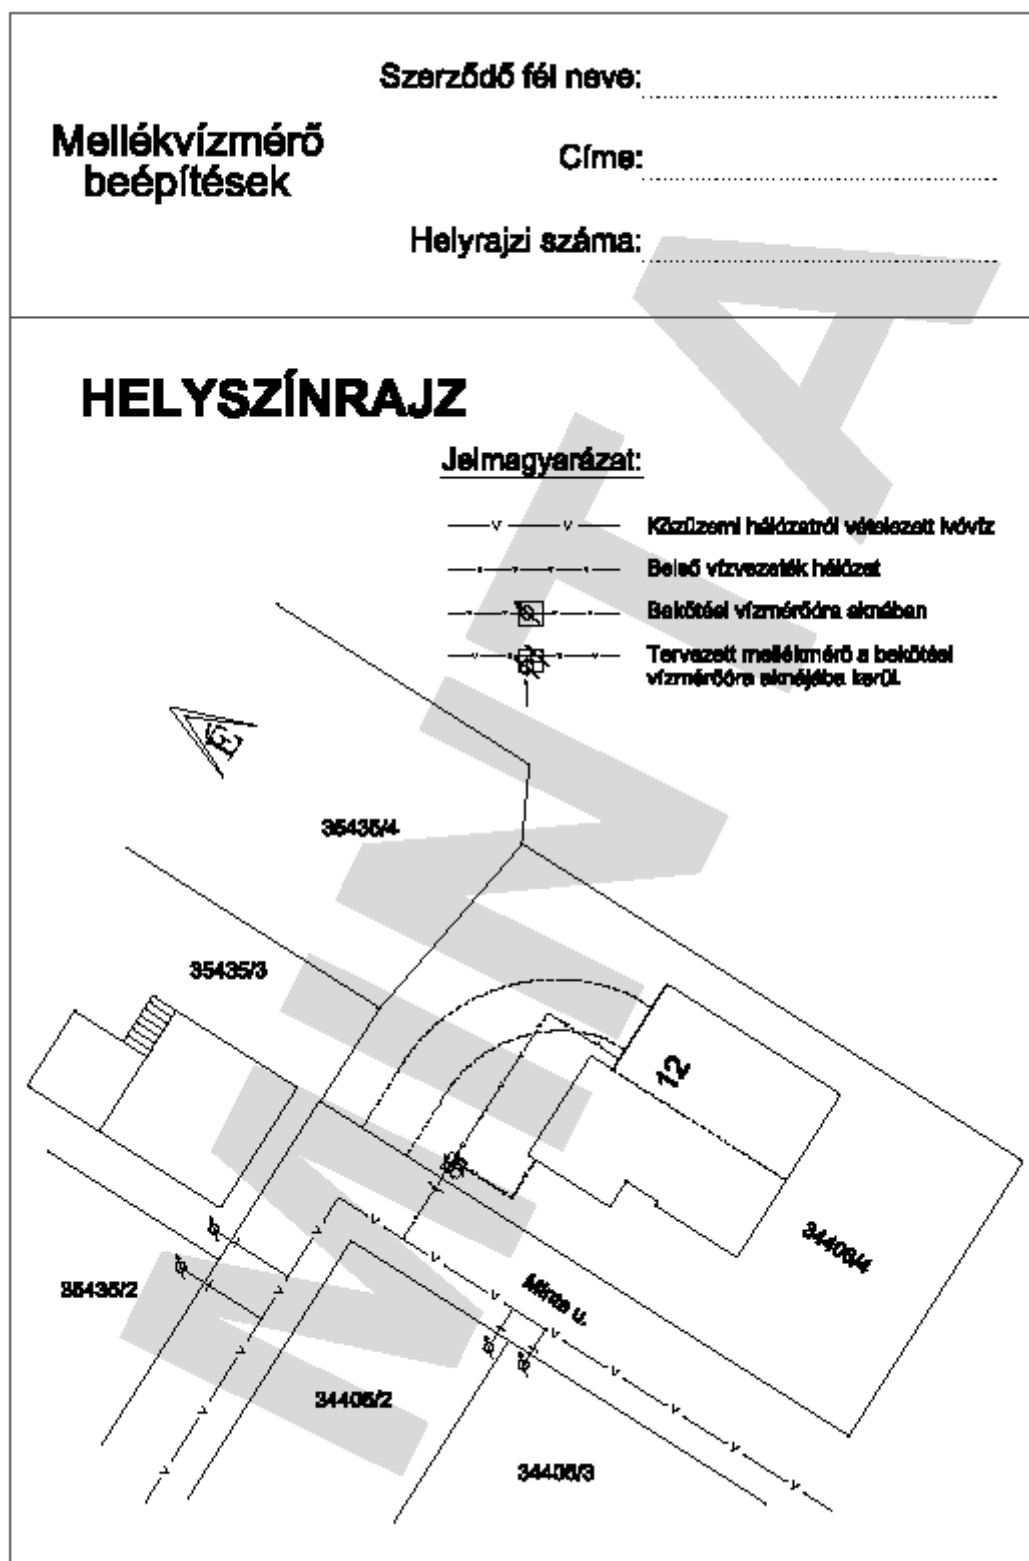 Szerződő fél neve:
Mellékvízmérő
beépítések
Címe:
Helyrajzi száma:
HELYSZÍNRAJZ
Jelmagyarázat:
Közüzemi hálózatról vételezett ivóvíz
Belső vízvezeték hálózat
Bekötési vízmérőóra aknában
Tervezett mellékmérő a bekötési
vízmérőóra aknájába kerül.
É
35435/4
35435/3
12
34406/4
35435/2
Minta u.
34406/2
34406/3
MINTA